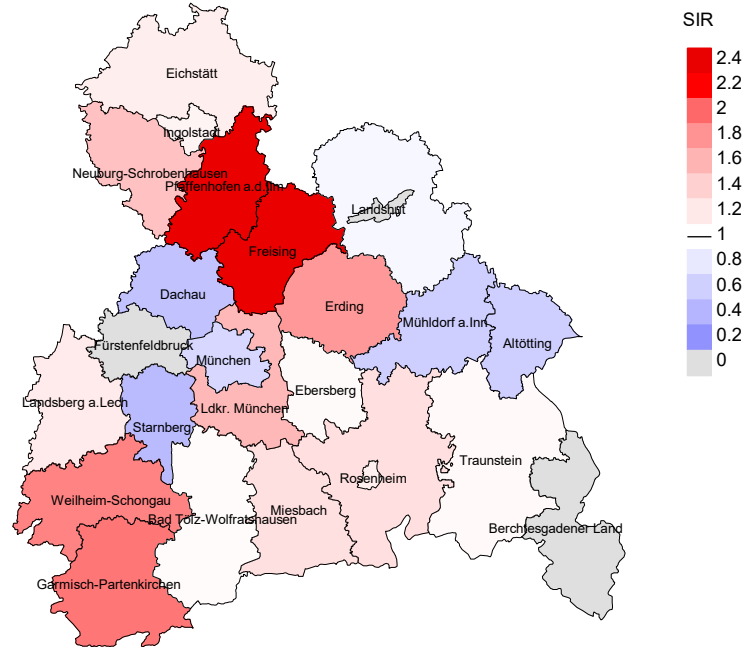 SIR
2.4
2.2
2
1.8
1.6
1.4
1.2
1
0.8
0.6
0.4
0.2
0
Eichstätt
Ingolstadt
Neuburg-Schrobenhausen
Pfaffenhofen a.d.Ilm
Landshut
Freising
Dachau
Erding
Mühldorf a.Inn
Altötting
Fürstenfeldbruck
München
Ebersberg
Landsberg a.Lech
Ldkr. München
Starnberg
Traunstein
Rosenheim
Weilheim-Schongau
Miesbach
Bad Tölz-Wolfratshausen
Berchtesgadener Land
Garmisch-Partenkirchen